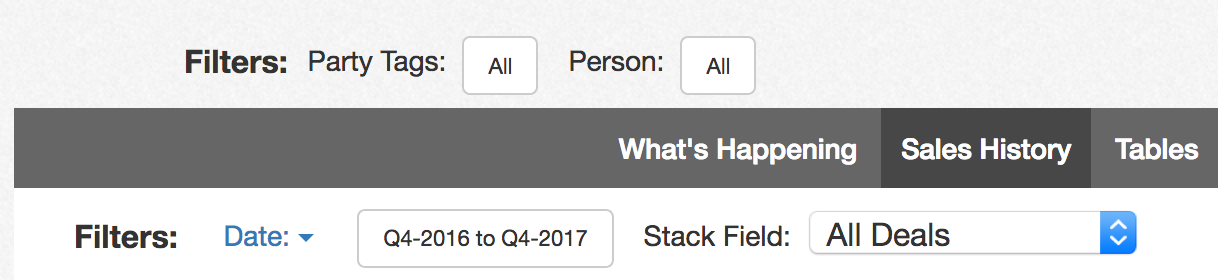 Filters: Party Tags: All Person: All
What's Happening Sales History Tables
Filters: Date: Q4-2016 to Q4-2017 Stack Field: All Deals